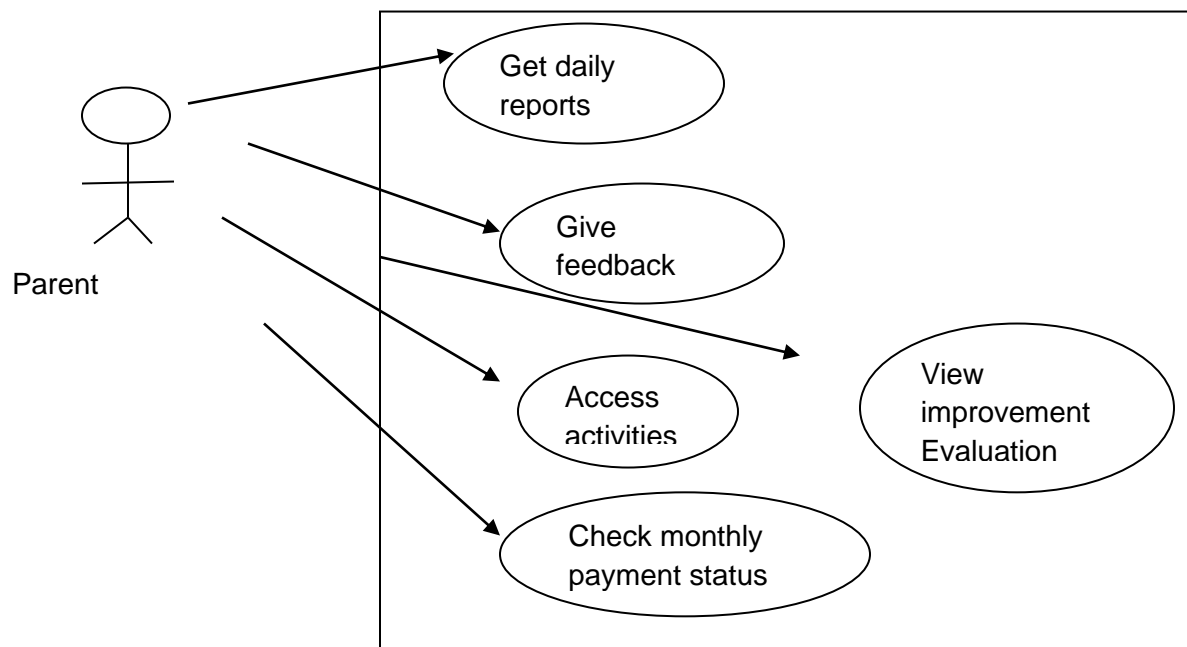 Get daily
reports
Parent
Give
feedback
Access
activities
View
improvement
Evaluation
Check monthly
payment status